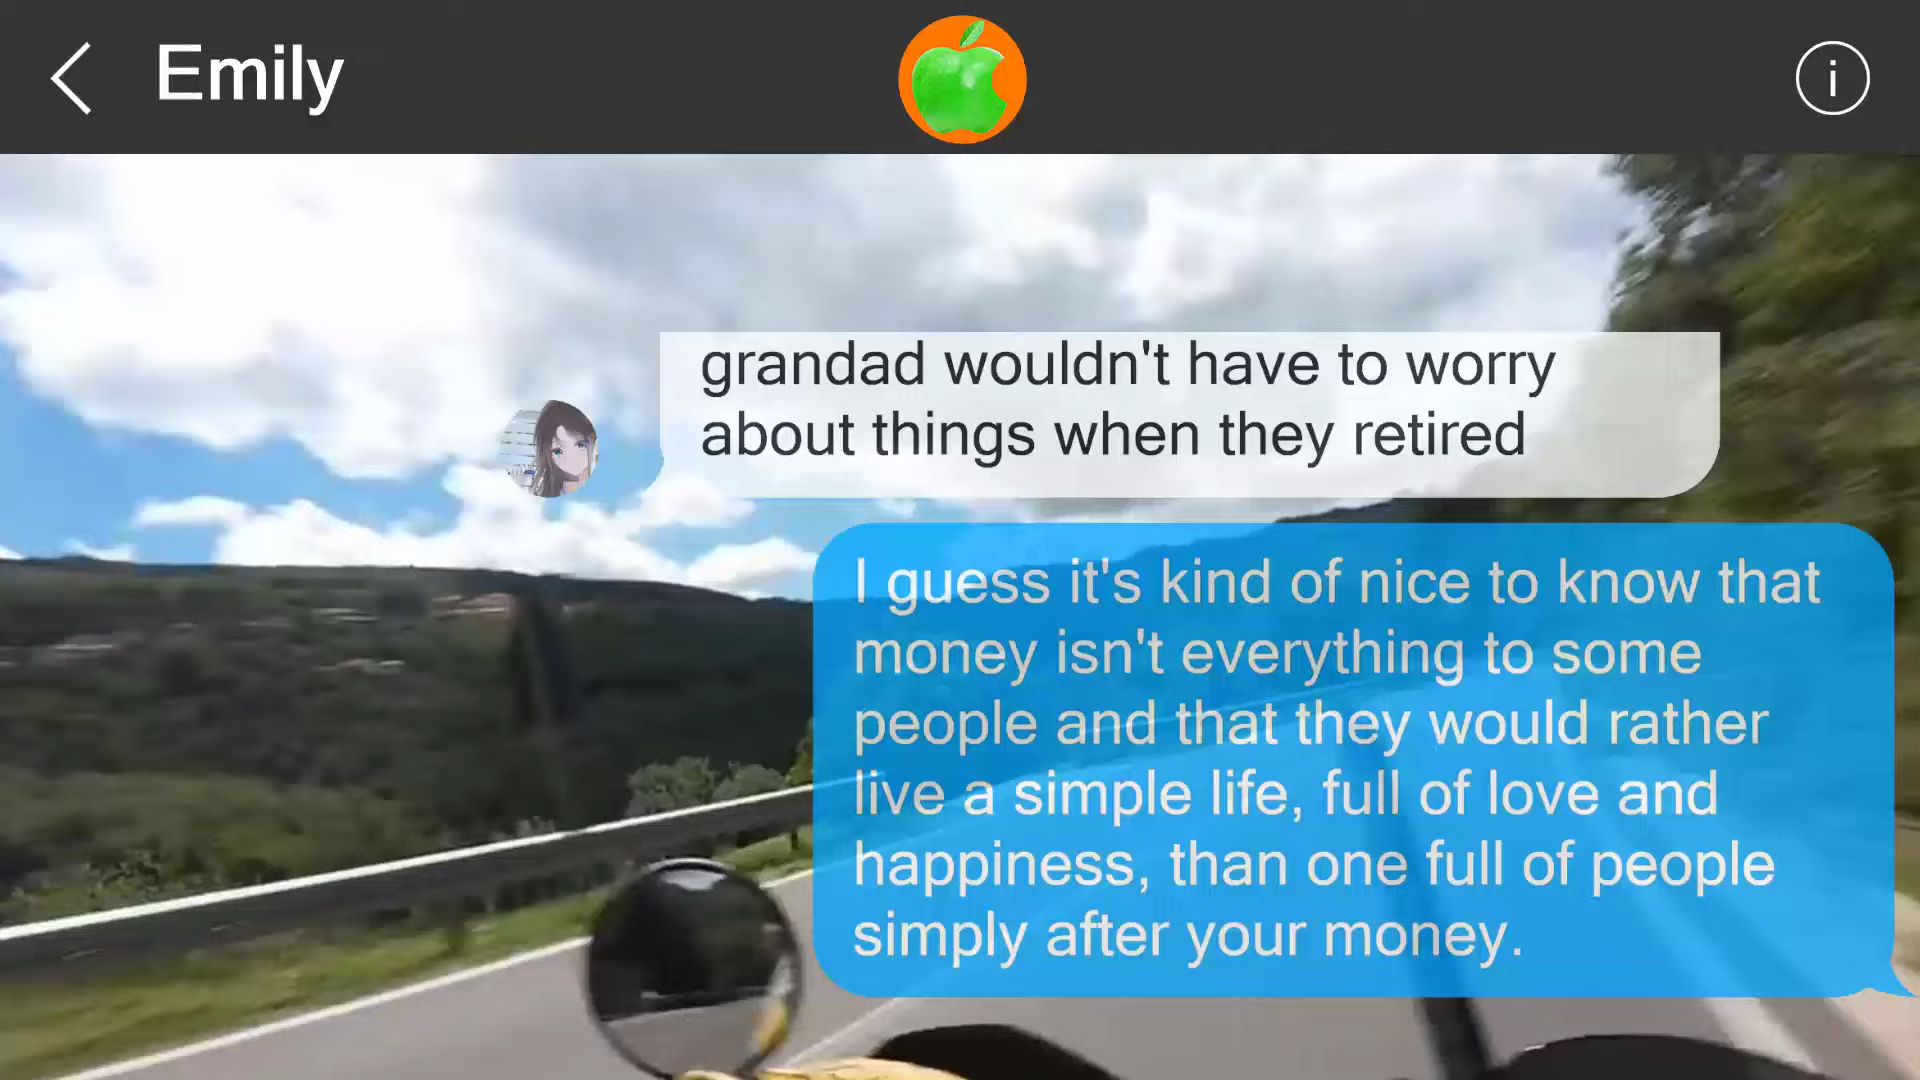 Emily
i
grandad wouldn't have to worry
about things when they retired
I guess it's kind of nice to know that
money isn't everything to some
people and that they would rather
live a simple life, full of love and
happiness, than one full of people
simply after your money.